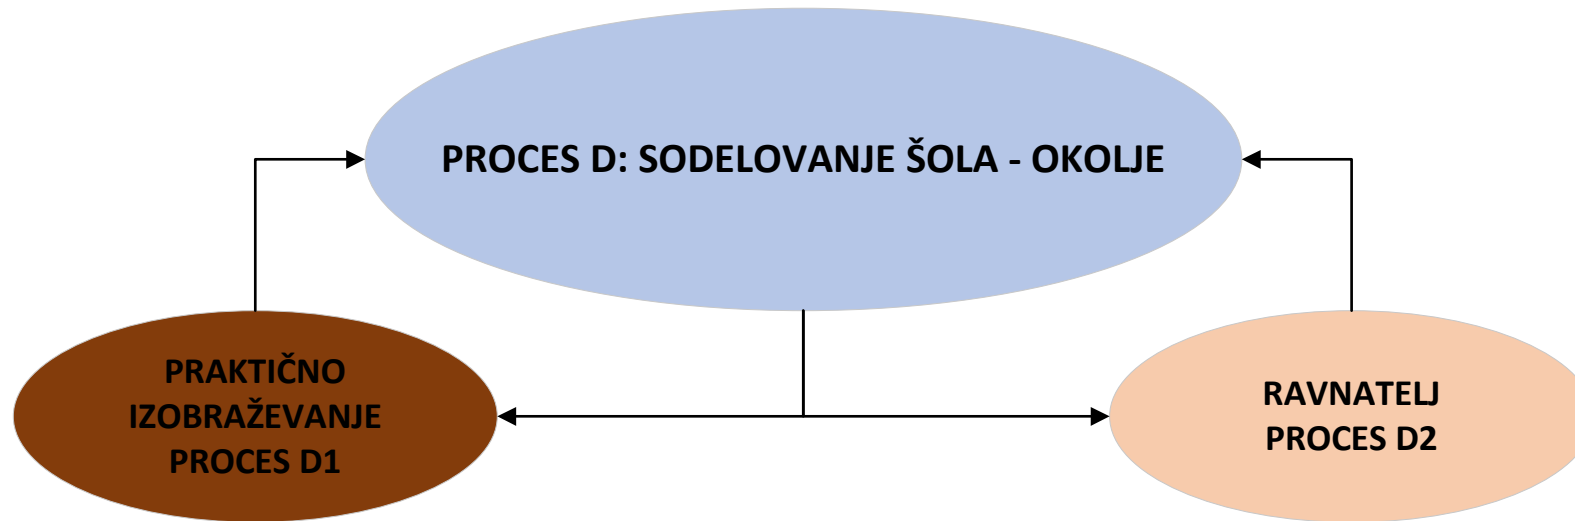 PROCES D: SODELOVANJE ŠOLA - OKOLJE
PRAKTIČNO
IZOBRAŽEVANJE
PROCES D1
RAVNATELJ
PROCES D2